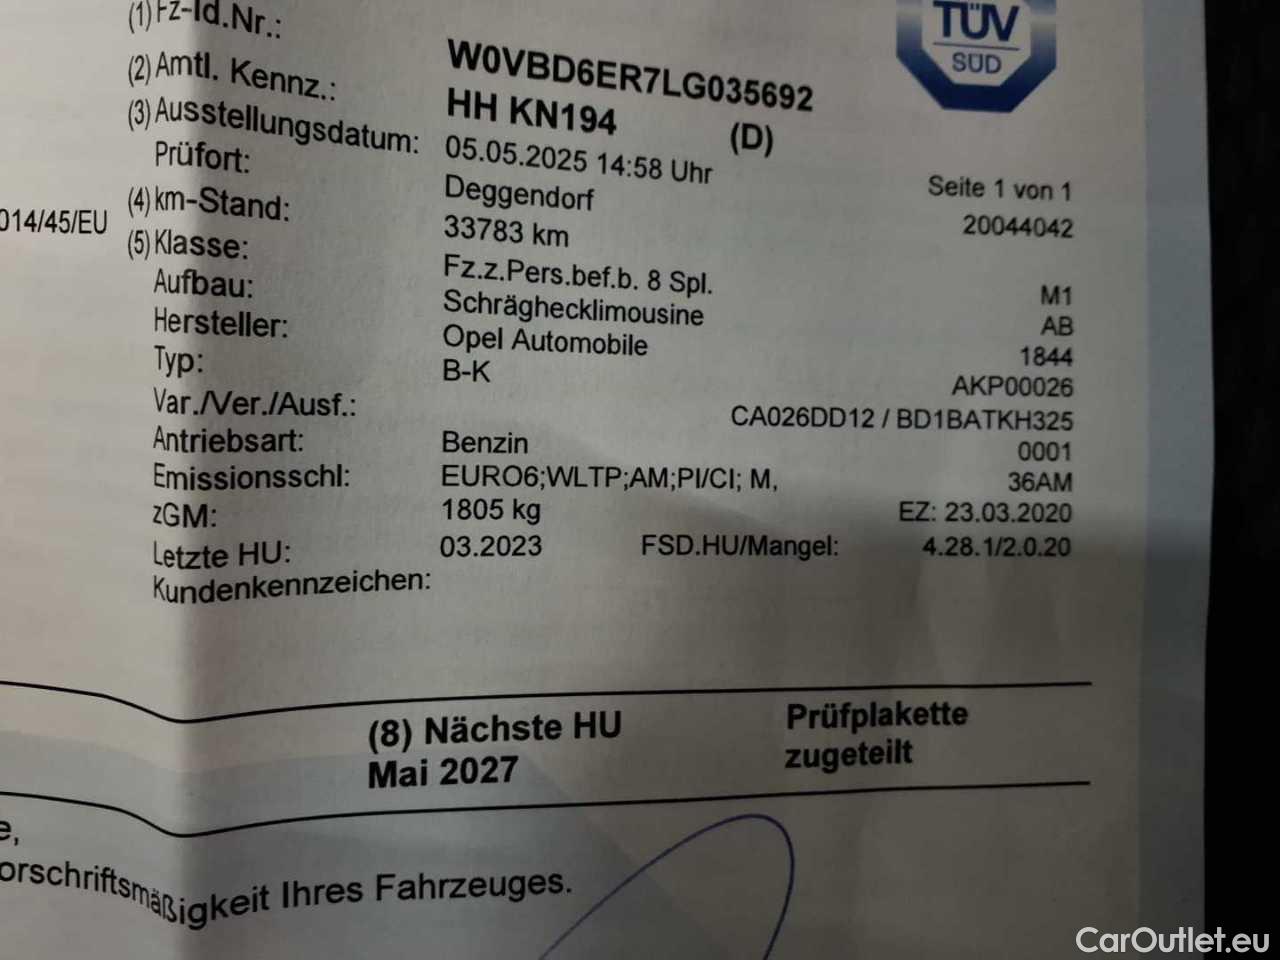 TÜV
SÜD
(1) Fz-Id.Nr.: W0VBD6ER7LG035692
(2) Amtl. Kennz.: HH KN194 (D)
(3) Ausstellungsdatum: 05.05.2025 14:58 Uhr Seite 1 von 1
Prüfort: Deggendorf 20044042
014/45/EU
(4) km-Stand: 33783 km
(5) Klasse: Fz.z.Pers.bef.b. 8 Spl. M1
Aufbau: Schräghecklimousine AB
Hersteller: Opel Automobile 1844
Typ: B-K AKP00026
Var./Ver./Ausf.: CA026DD12 / BD1BATKH325
Antriebsart: Benzin 0001
Emissionsschl: EURO6;WLTP;AM;PI/CI; M, 36AM
zGM: 1805 kg EZ: 23.03.2020
Letzte HU: 03.2023 FSD.HU/Mangel: 4.28.1/2.0.20
Kundenkennzeichen:
(8) Nächste HU Prüfplakette
Mai 2027 zugeteilt
e,
orschriftsmäßigkeit Ihres Fahrzeuges.
CarOutlet.eu